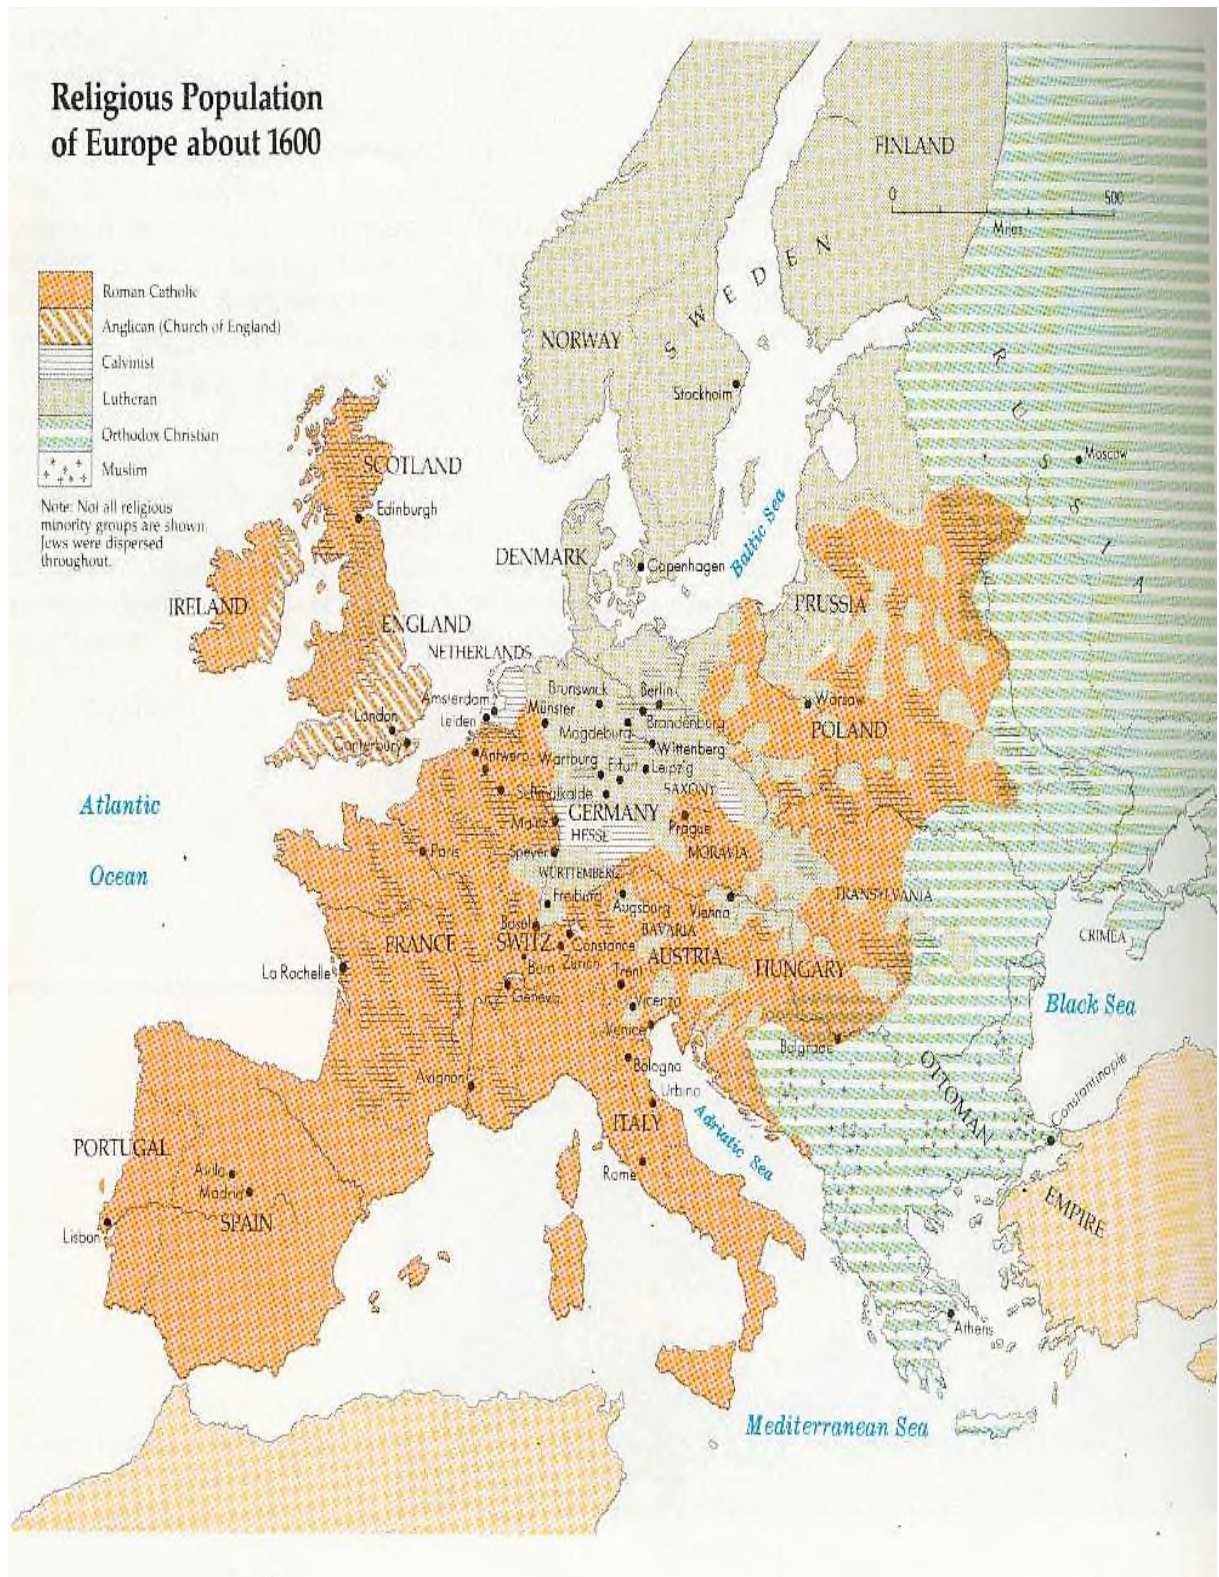 Religious Population
of Europe about 1600
Roman Catholic
Anglican (Church of England)
Calvinist
Lutheran
Orthodox Christian
Muslim
Note: Not all religious
minority groups are shown.
Jews were dispersed
throughout.
FINLAND
0 500
Miles
SWEDEN
NORWAY
Stockholm
RUSSIA
Moscow
SCOTLAND
Edinburgh
DENMARK
Copenhagen
Baltic Sea
IRELAND
ENGLAND
NETHERLANDS
PRUSSIA
Amsterdam
Leiden
London
Canterbury
Brunswick
Berlin
Münster
Magdeburg
Brandenburg
Warsaw
POLAND
Antwerp
Wartburg
Wittenberg
Erfurt
Leipzig
Schmalkalde
SAXONY
GERMANY
Atlantic
Ocean
Mainz
HESSE
Prague
Paris
Speyer
MORAVIA
WÜRTTEMBERG
Freiburg
Augsburg
Vienna
TRANSYLVANIA
Basel
BAVARIA
CRIMEA
FRANCE
SWITZ.
Constance
Zurich
AUSTRIA
HUNGARY
La Rochelle
Bern
Trent
Geneva
Vicenza
Black Sea
Venice
Belgrade
Avignon
Bologna
Urbino
OTTOMAN
Constantinople
Adriatic Sea
ITALY
PORTUGAL
Avila
Madrid
Rome
EMPIRE
SPAIN
Lisbon
Athens
Mediterranean Sea